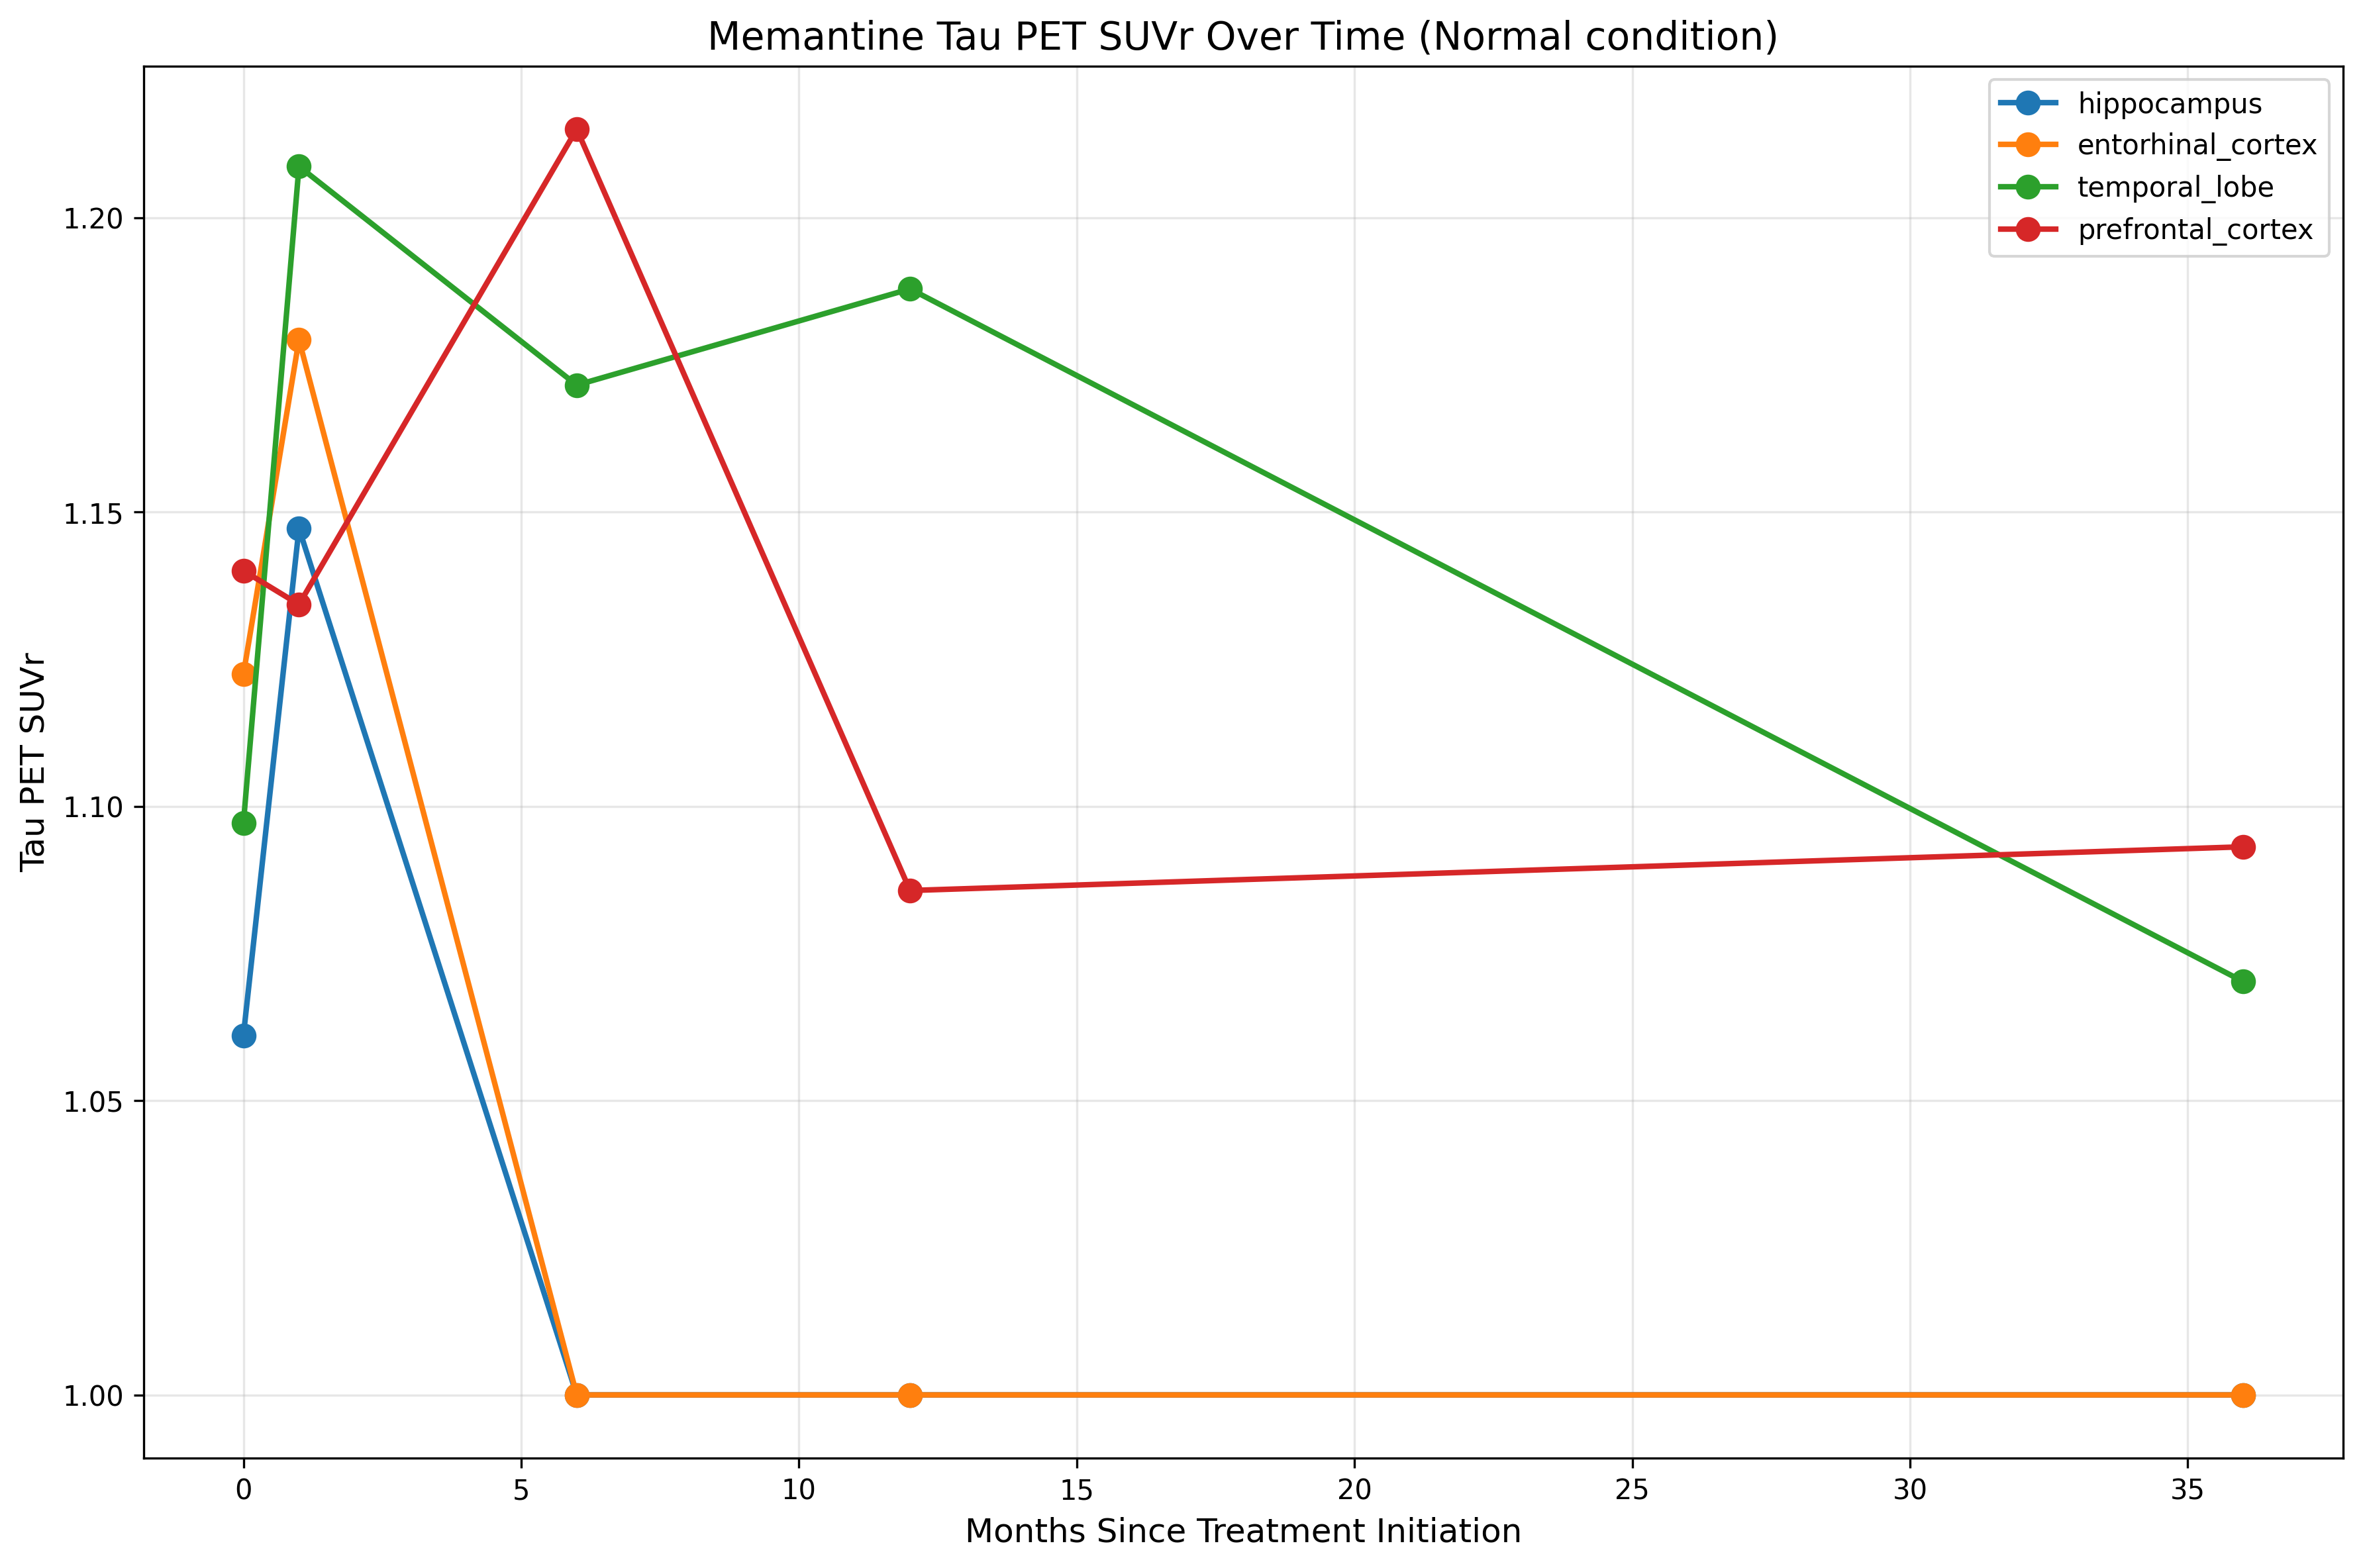 Memantine Tau PET SUVr Over Time (Normal condition)
hippocampus
entorhinal_cortex
temporal_lobe
prefrontal_cortex
Tau PET SUVr
1.20
1.15
1.10
1.05
1.00
0 5 10 15 20 25 30 35
Months Since Treatment Initiation